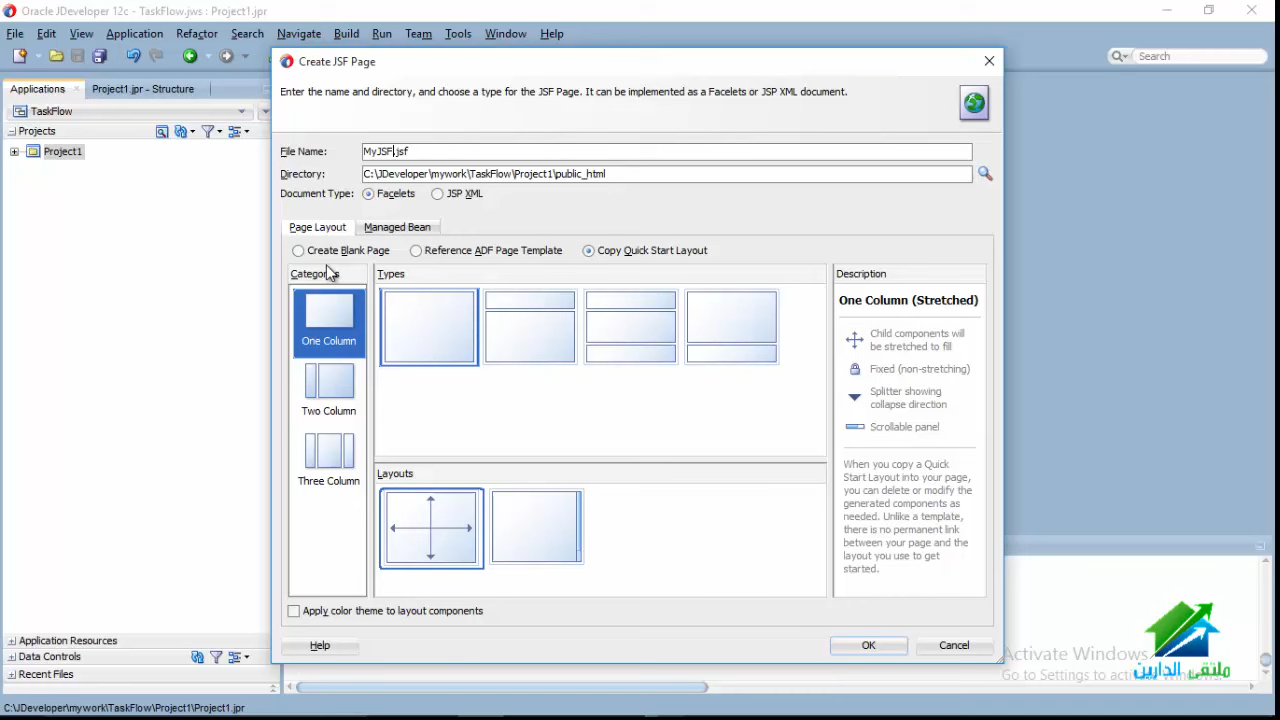 Oracle JDeveloper 12c - TaskFlow.jws : Project1.jpr
File Edit View Application Refactor Search Navigate Build Run Team Tools Window Help
Search
Applications Project1.jpr - Structure
TaskFlow
Projects
Project1
Application Resources
Data Controls
Recent Files
Create JSF Page
Enter the name and directory, and choose a type for the JSF Page. It can be implemented as a Facelets or JSP XML document.
File Name: MyJSF.jsf
Directory: C:\JDeveloper\mywork\TaskFlow\Project1\public_html
Document Type: Facelets JSP XML
Page Layout Managed Bean
Create Blank Page Reference ADF Page Template Copy Quick Start Layout
Types
One Column
Two Column
Three Column
Layouts
Description
One Column (Stretched)
Child components will
be stretched to fill
Fixed (non-stretching)
Splitter showing
collapse direction
Scrollable panel
When you copy a Quick
Start Layout into your page,
you can delete or modify the
generated components as
needed. Unlike a template,
there is no permanent link
between your page and the
layout you use to get
started.
Apply color theme to layout components
Help OK Cancel
Activate Windows
Go to Settings to activate Windows.
ملتقى الدارين
C:\JDeveloper\mywork\TaskFlow\Project1\Project1.jpr